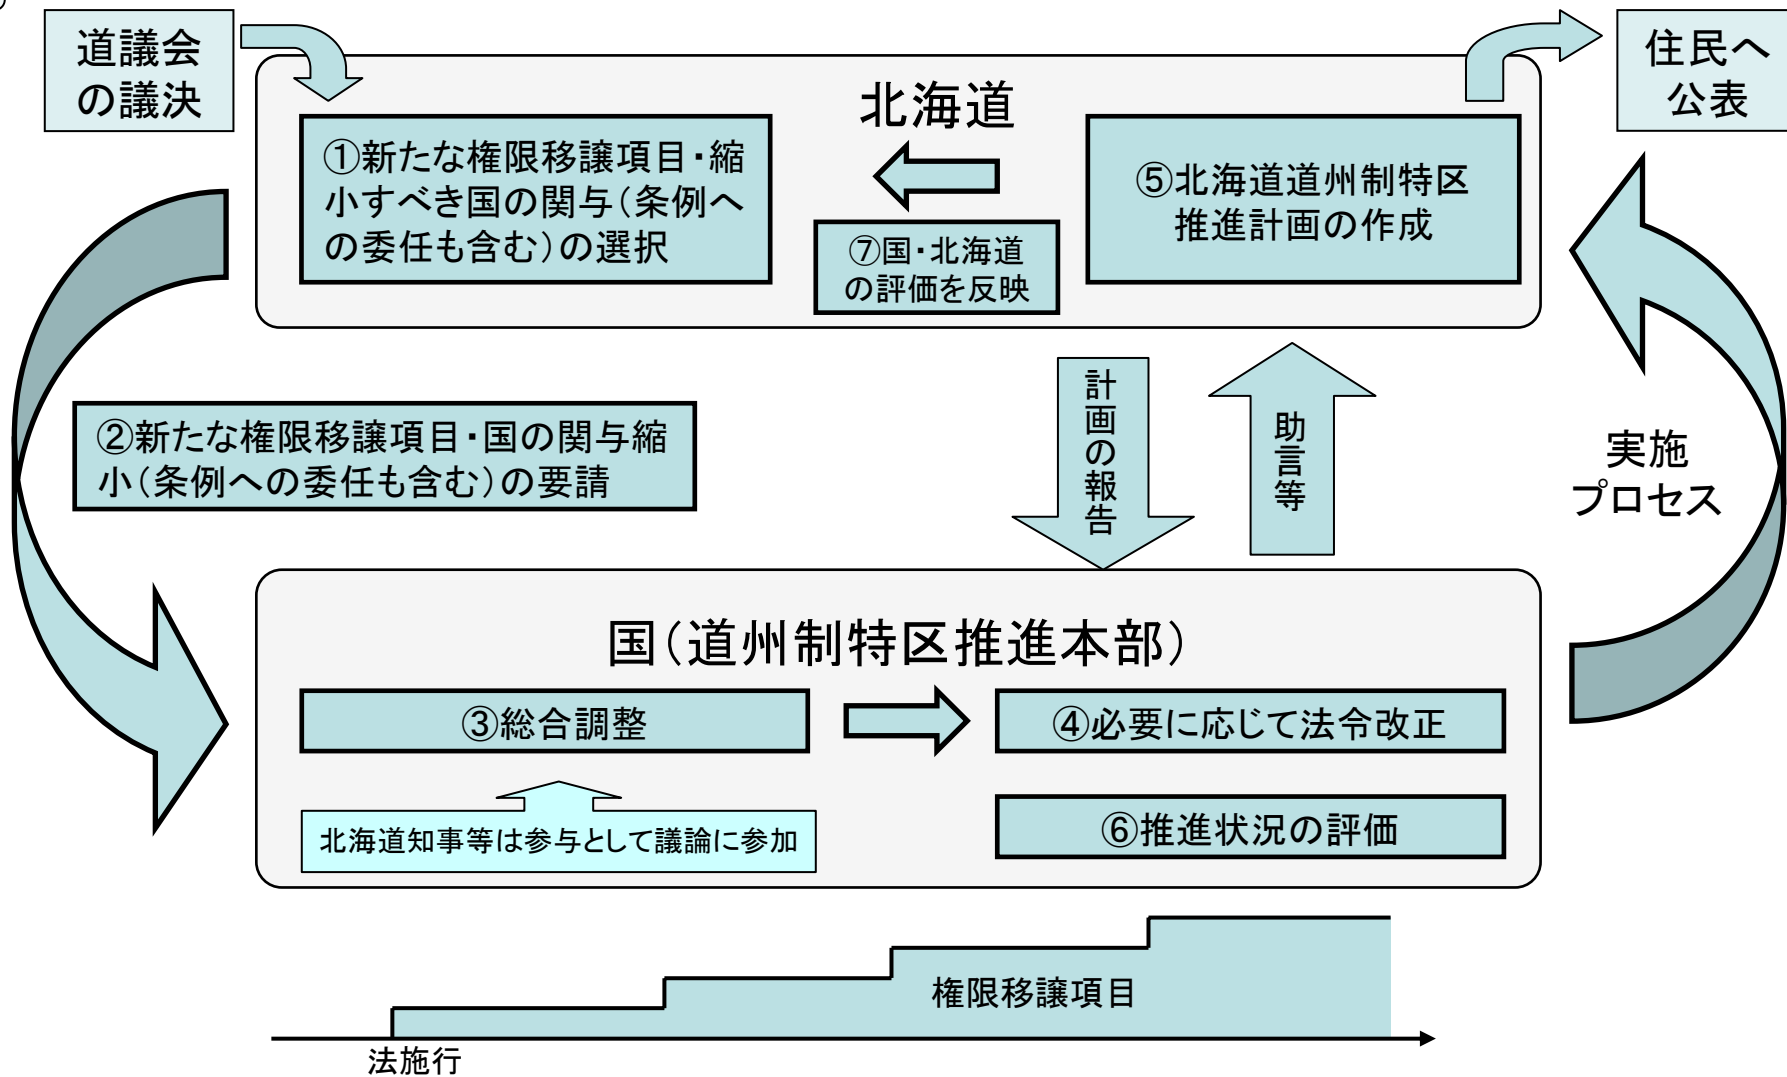 道議会
の議決
住民へ
公表
北海道
①新たな権限移譲項目・縮
小すべき国の関与(条例へ
の委任も含む)の選択
⑤北海道道州制特区
推進計画の作成
⑦国・北海道
の評価を反映
②新たな権限移譲項目・国の関与縮
小(条例への委任も含む)の要請
計画の報告
助言等
実施
プロセス
国(道州制特区推進本部)
③総合調整
④必要に応じて法令改正
北海道知事等は参与として議論に参加
⑥推進状況の評価
権限移譲項目
法施行